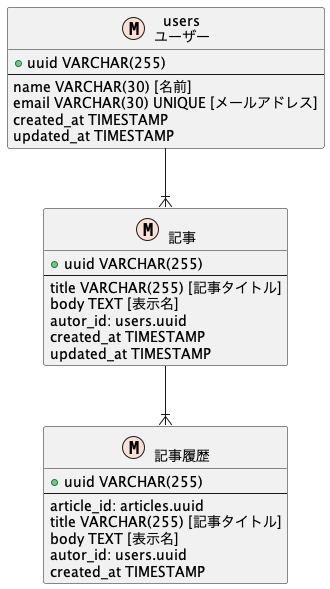 M users
ユーザー
uuid VARCHAR(255)
name VARCHAR(30) [名前]
email VARCHAR(30) UNIQUE [メールアドレス]
created_at TIMESTAMP
updated_at TIMESTAMP
M 記事
uuid VARCHAR(255)
title VARCHAR(255) [記事タイトル]
body TEXT [表示名]
autor_id: users.uuid
created_at TIMESTAMP
updated_at TIMESTAMP
M 記事履歴
uuid VARCHAR(255)
article_id: articles.uuid
title VARCHAR(255) [記事タイトル]
body TEXT [表示名]
autor_id: users.uuid
created_at TIMESTAMP